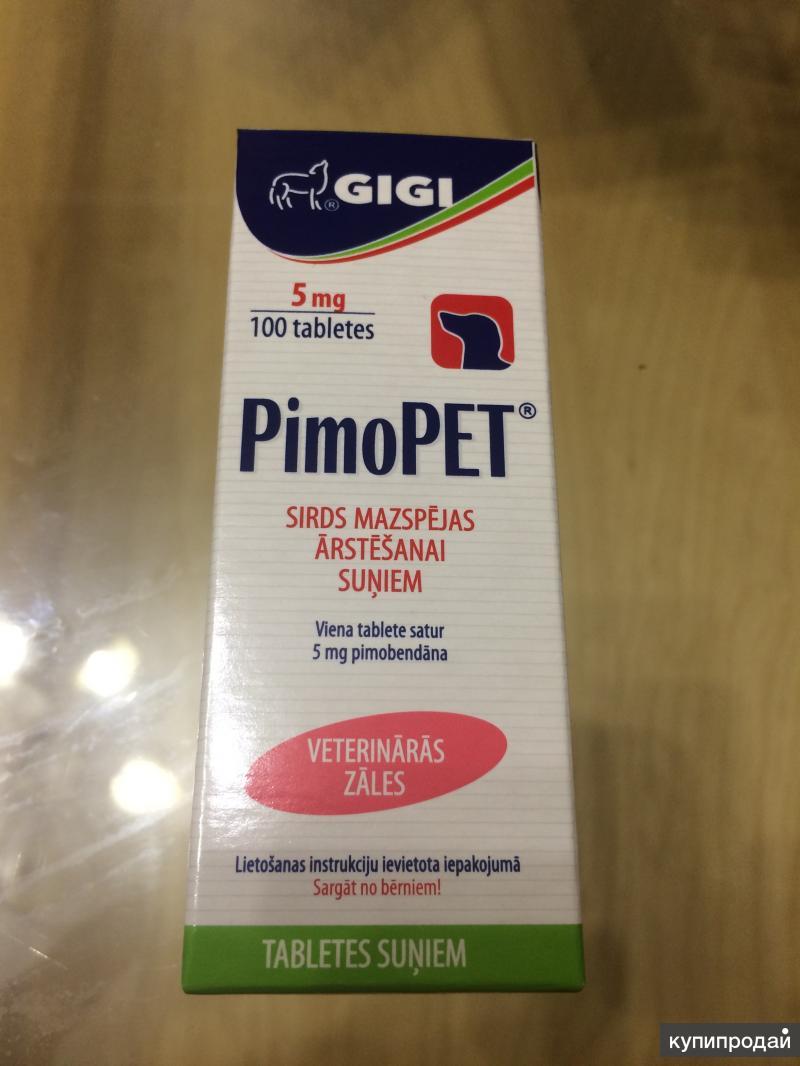 GIGI
®
5 mg
100 tabletes
PimoPET®
SIRDS MAZSPĒJAS
ĀRSTĒŠANAI
SUŅIEM
Viena tablete satur
5 mg pimobendāna
VETERINĀRĀS
ZĀLES
Lietošanas instrukciju ievietota iepakojumā
Sargāt no bērniem!
TABLETES SUŅIEM
купипродай